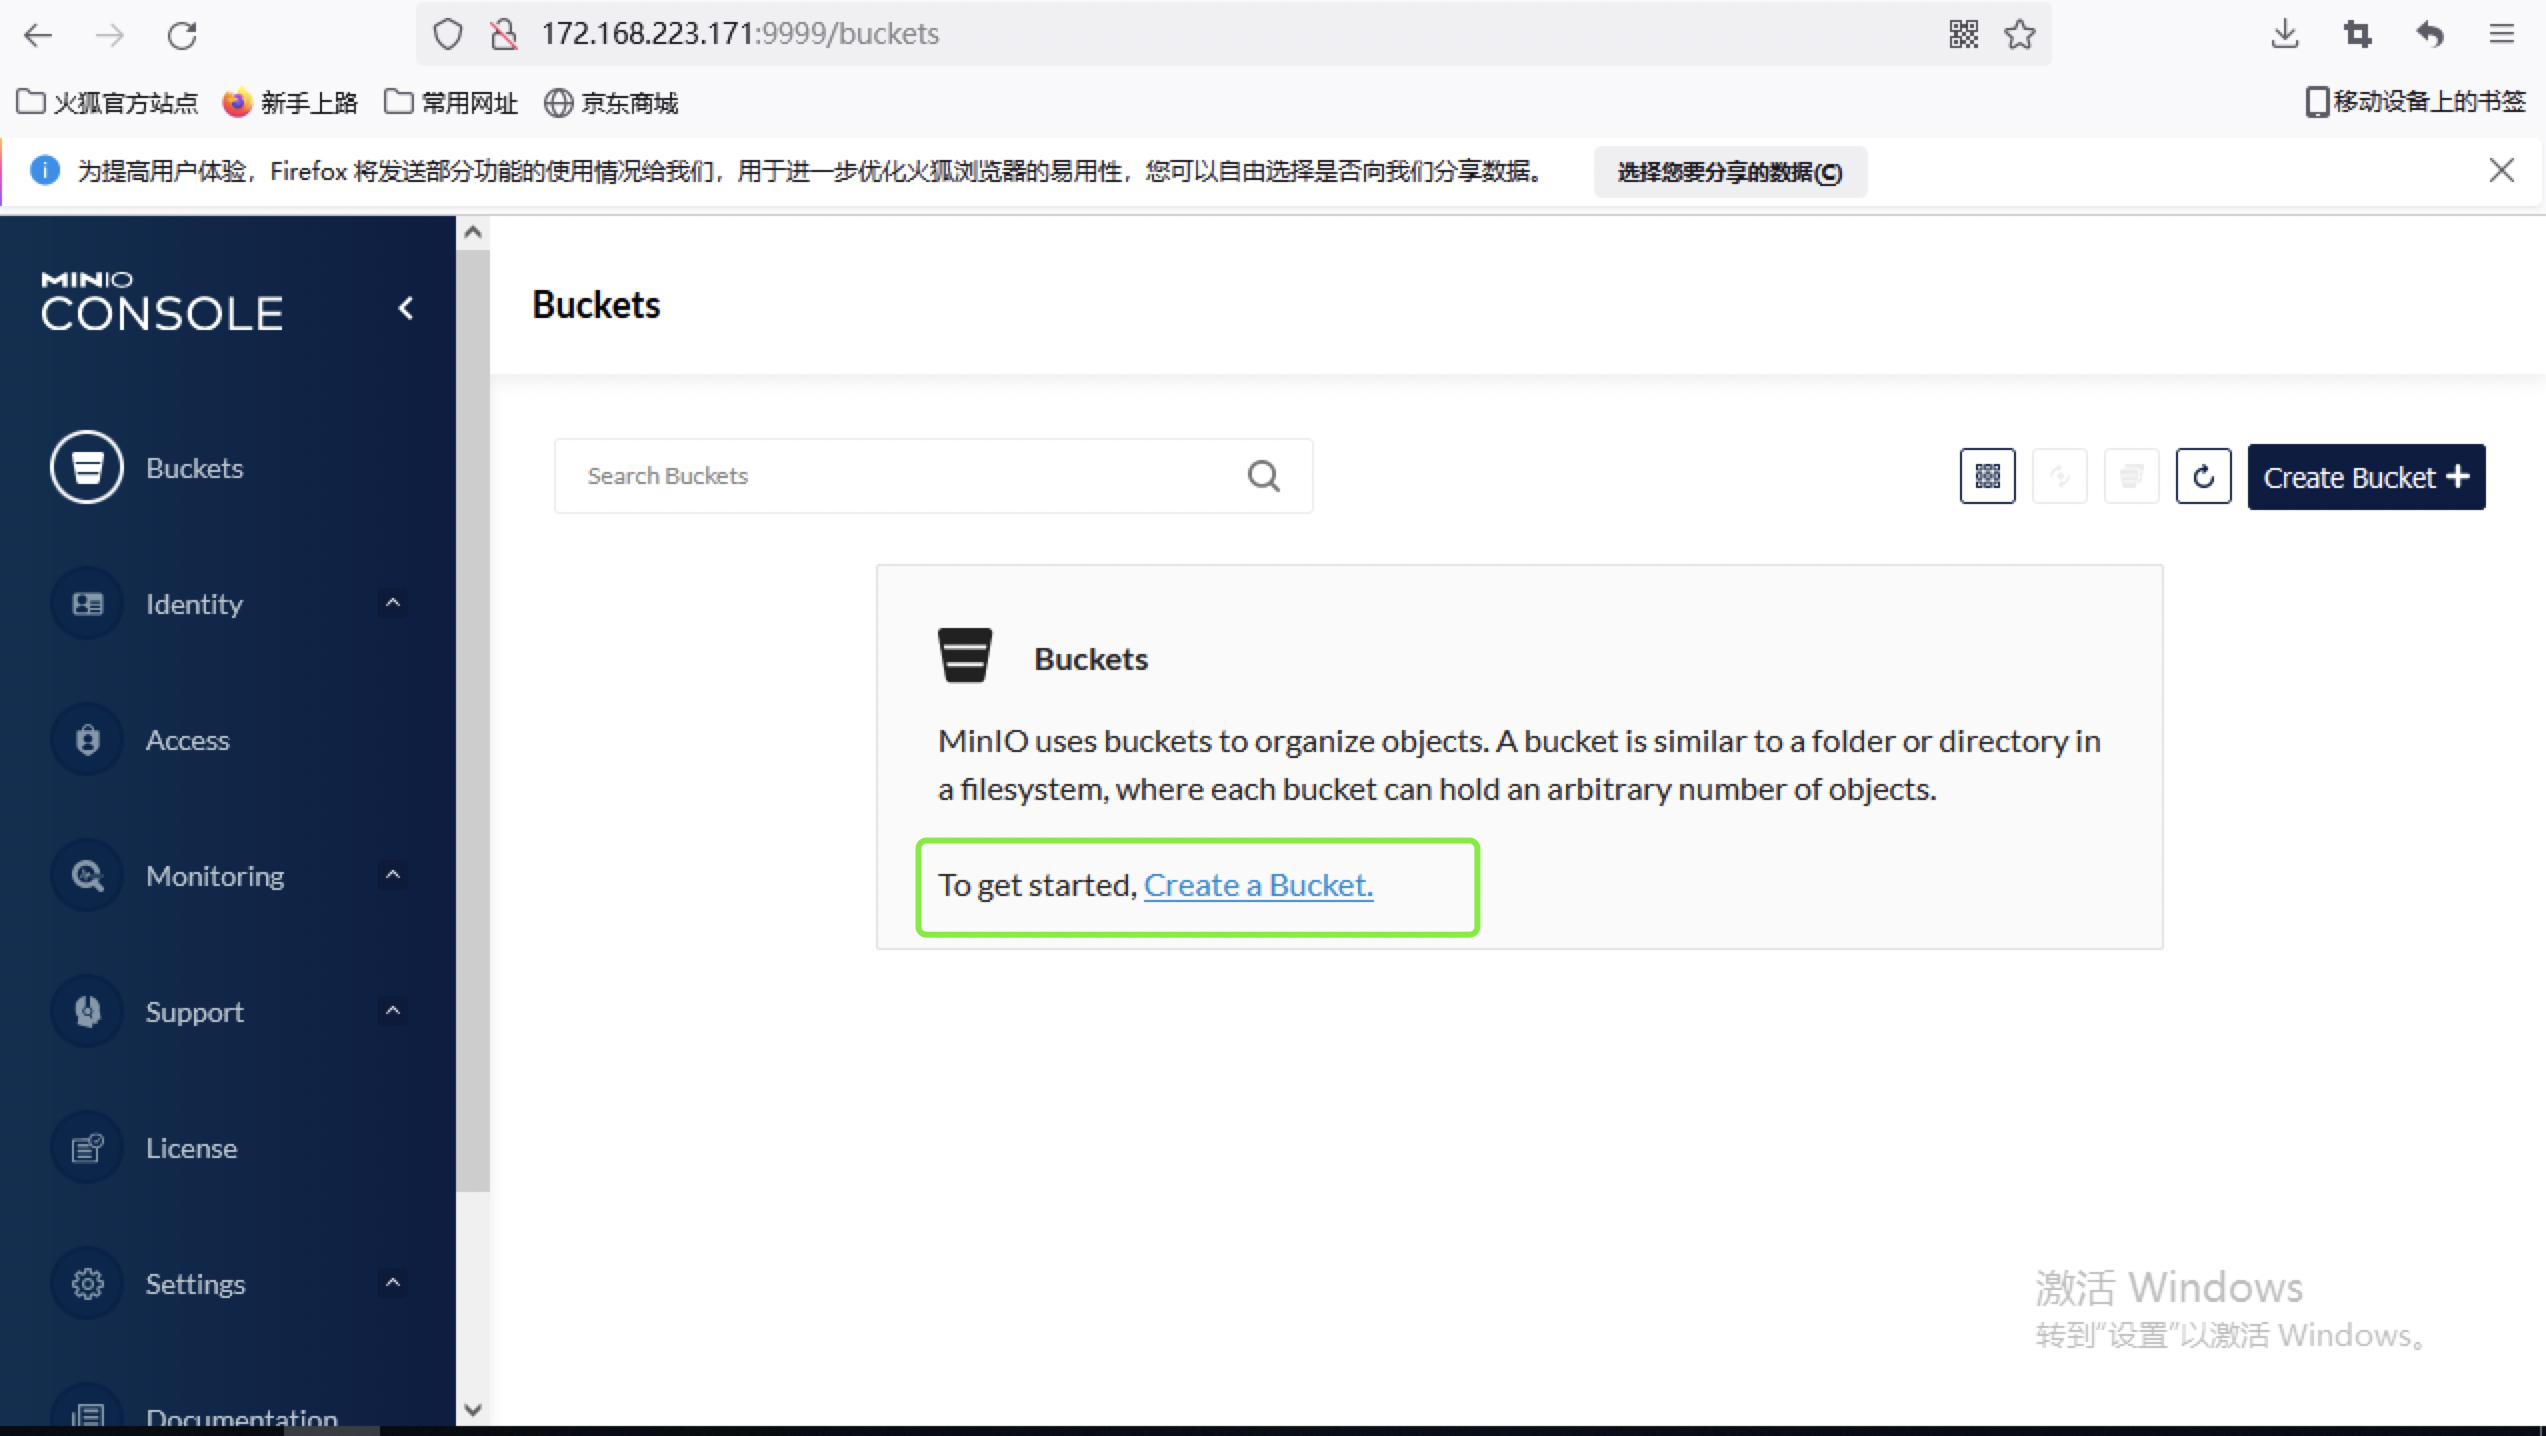 172.168.223.171:9999/buckets
火狐官方站点 新手上路 常用网址 京东商城 移动设备上的书签
为提高用户体验，Firefox 将发送部分功能的使用情况给我们，用于进一步优化火狐浏览器的易用性，您可以自由选择是否向我们分享数据。 选择您要分享的数据(C)
MINIO
CONSOLE
Buckets
Identity
Access
Monitoring
Support
License
Settings
Documentation
Buckets
Search Buckets
Create Bucket +
Buckets
MinIO uses buckets to organize objects. A bucket is similar to a folder or directory in
a filesystem, where each bucket can hold an arbitrary number of objects.
To get started, Create a Bucket.
激活 Windows
转到“设置”以激活 Windows。